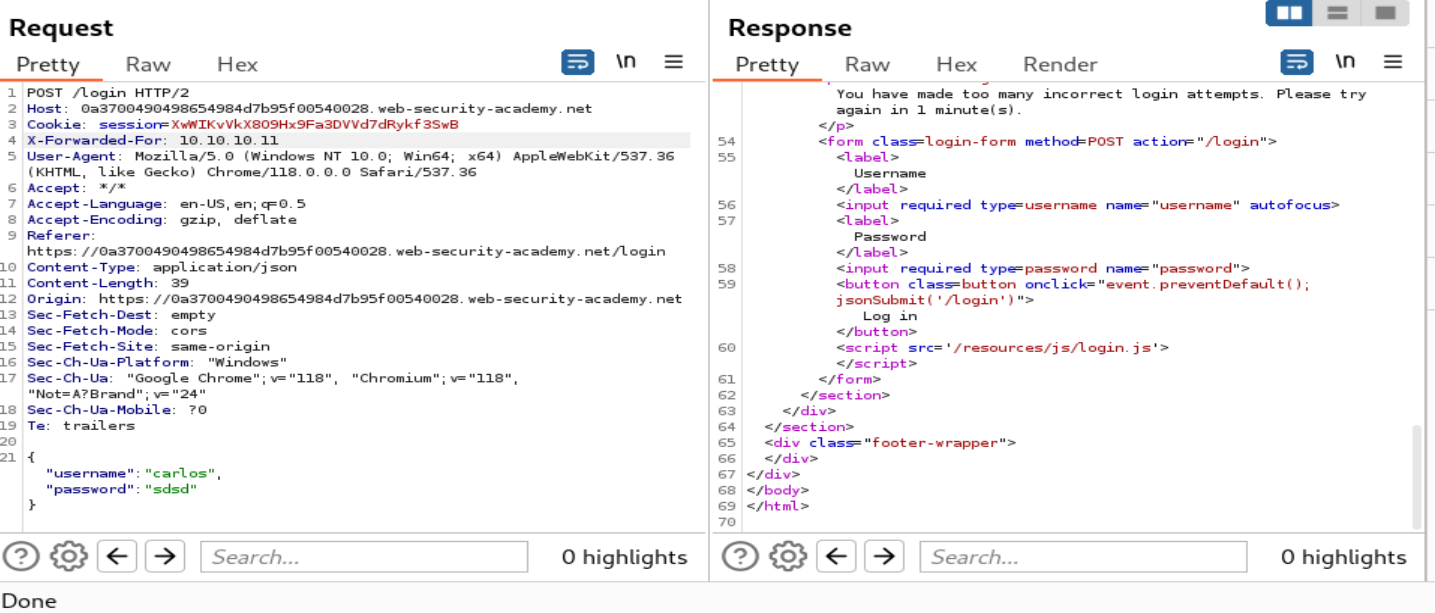 Request
Pretty Raw Hex \n
1 POST /login HTTP/2
2 Host: 0a3700490498654984d7b95f00540028.web-security-academy.net
3 Cookie: session=XwWIKvVkX8O9Hx9Fa3DVVd7dRykf3SwB
4 X-Forwarded-For: 10.10.10.11
5 User-Agent: Mozilla/5.0 (Windows NT 10.0; Win64; x64) AppleWebKit/537.36
(KHTML, like Gecko) Chrome/118.0.0.0 Safari/537.36
6 Accept: */*
7 Accept-Language: en-US,en;q=0.5
8 Accept-Encoding: gzip, deflate
9 Referer:
https://0a3700490498654984d7b95f00540028.web-security-academy.net/login
10 Content-Type: application/json
11 Content-Length: 39
12 Origin: https://0a3700490498654984d7b95f00540028.web-security-academy.net
13 Sec-Fetch-Dest: empty
14 Sec-Fetch-Mode: cors
15 Sec-Fetch-Site: same-origin
16 Sec-Ch-Ua-Platform: "Windows"
17 Sec-Ch-Ua: "Google Chrome";v="118", "Chromium";v="118",
"Not=A?Brand";v="24"
18 Sec-Ch-Ua-Mobile: ?0
19 Te: trailers
20
21 {
"username":"carlos",
"password":"sdsd"
}
Search... 0 highlights
Response
Pretty Raw Hex Render \n
You have made too many incorrect login attempts. Please try
again in 1 minute(s).
</p>
54 <form class=login-form method=POST action="/login">
55 <label>
Username
</label>
56 <input required type=username name="username" autofocus>
57 <label>
Password
</label>
58 <input required type=password name="password">
59 <button class=button onclick="event.preventDefault();
jsonSubmit('/login')">
Log in
</button>
60 <script src='/resources/js/login.js'>
</script>
61 </form>
62 </section>
63 </div>
64 </section>
65 <div class="footer-wrapper">
66 </div>
67 </div>
68 </body>
69 </html>
70
Search... 0 highlights
Done